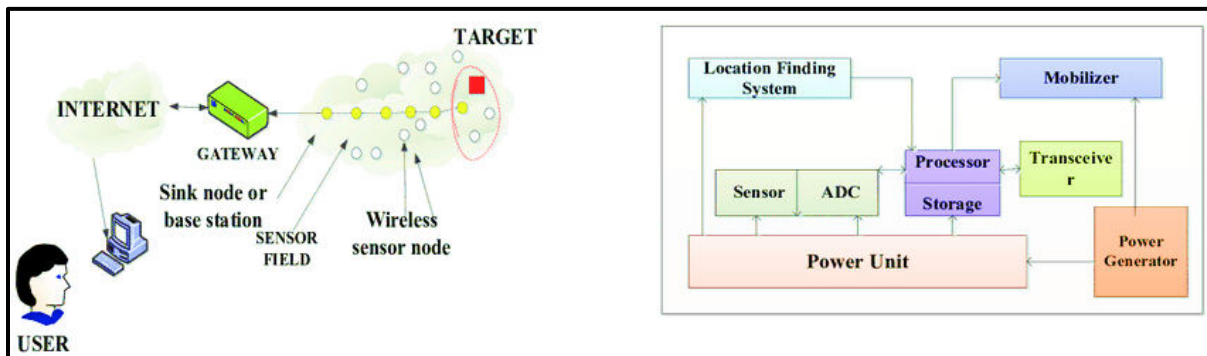 TARGET
INTERNET
GATEWAY
Sink node or
base station
SENSOR
FIELD
Wireless
sensor node
USER
Location Finding
System
Mobilizer
Processor
Storage
Transceive
r
Sensor
ADC
Power Unit
Power
Generator